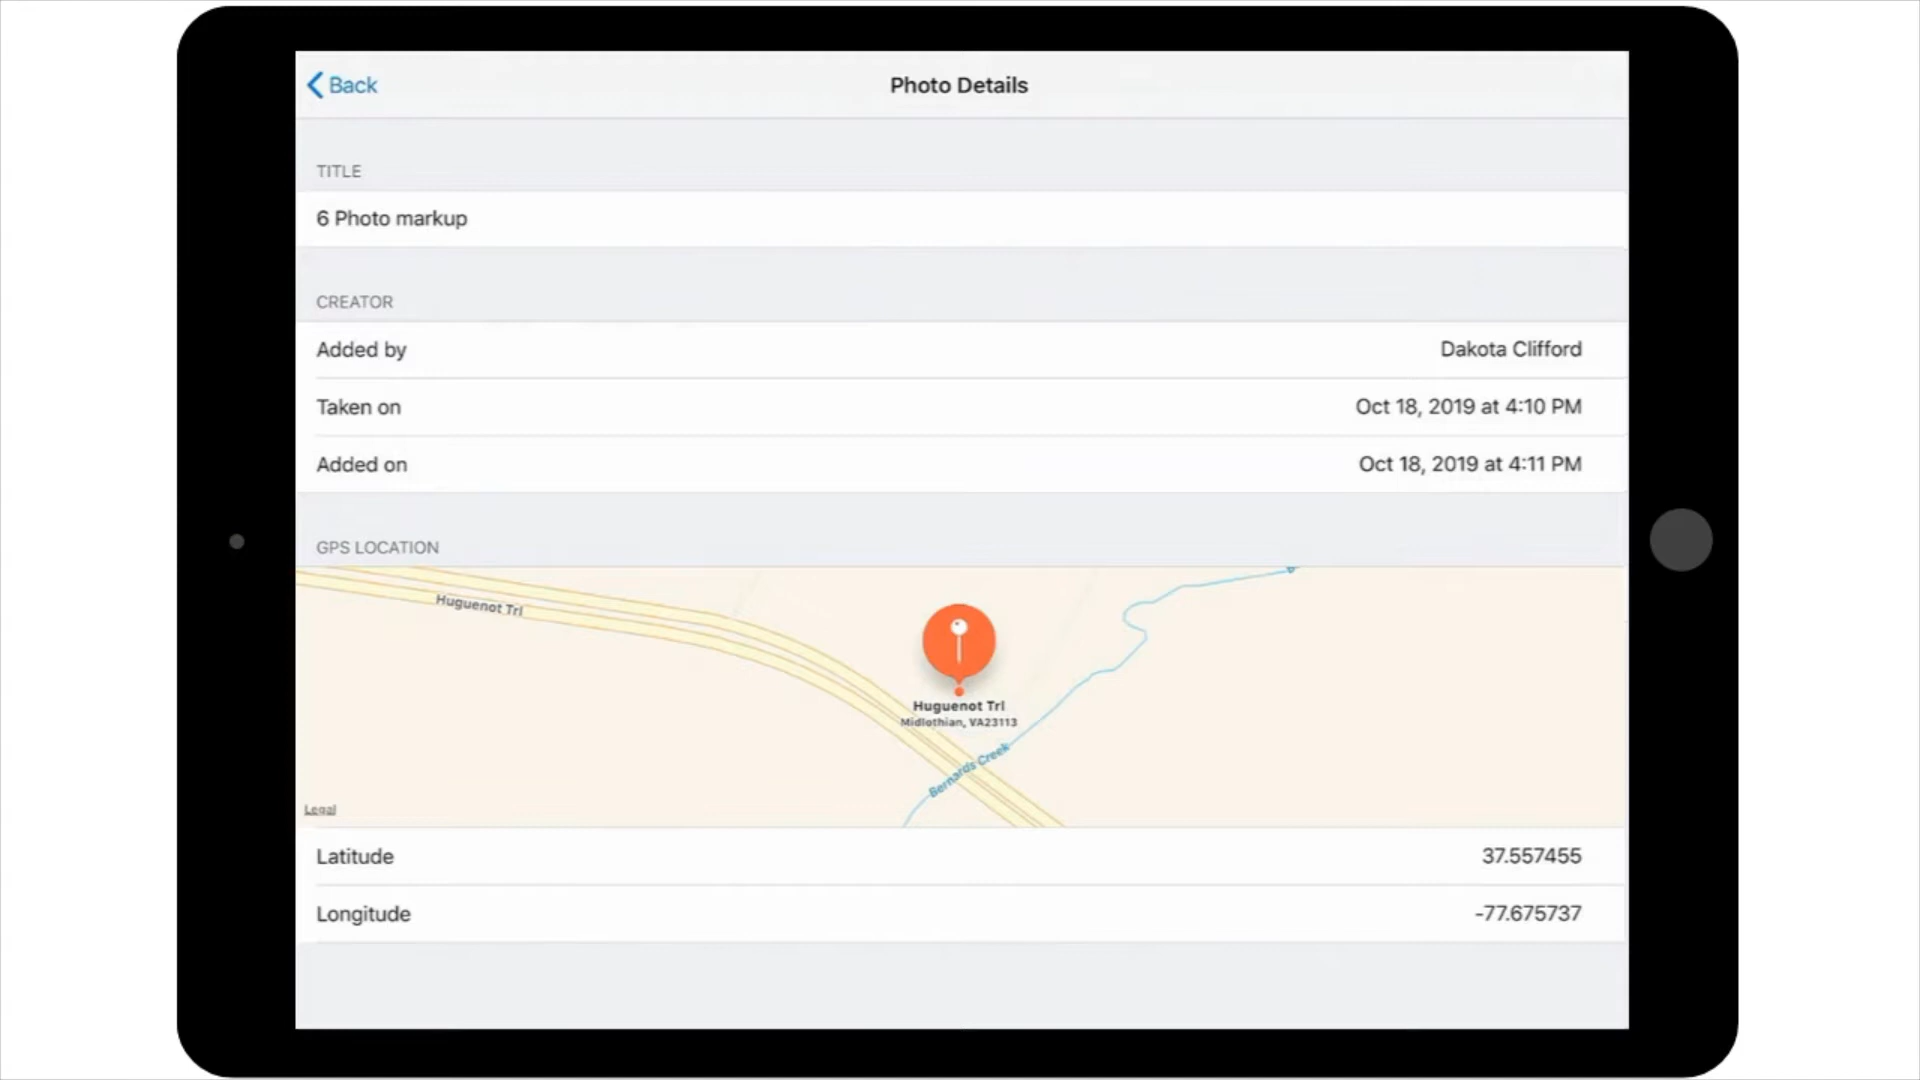 Back
Photo Details
TITLE
6 Photo markup
CREATOR
Added by
Dakota Clifford
Taken on
Oct 18, 2019 at 4:10 PM
Added on
Oct 18, 2019 at 4:11 PM
GPS LOCATION
Huguenot Trl
Huguenot Trl
Midlothian, VA23113
Bernards Creek
Legal
Latitude
37.557455
Longitude
-77.675737